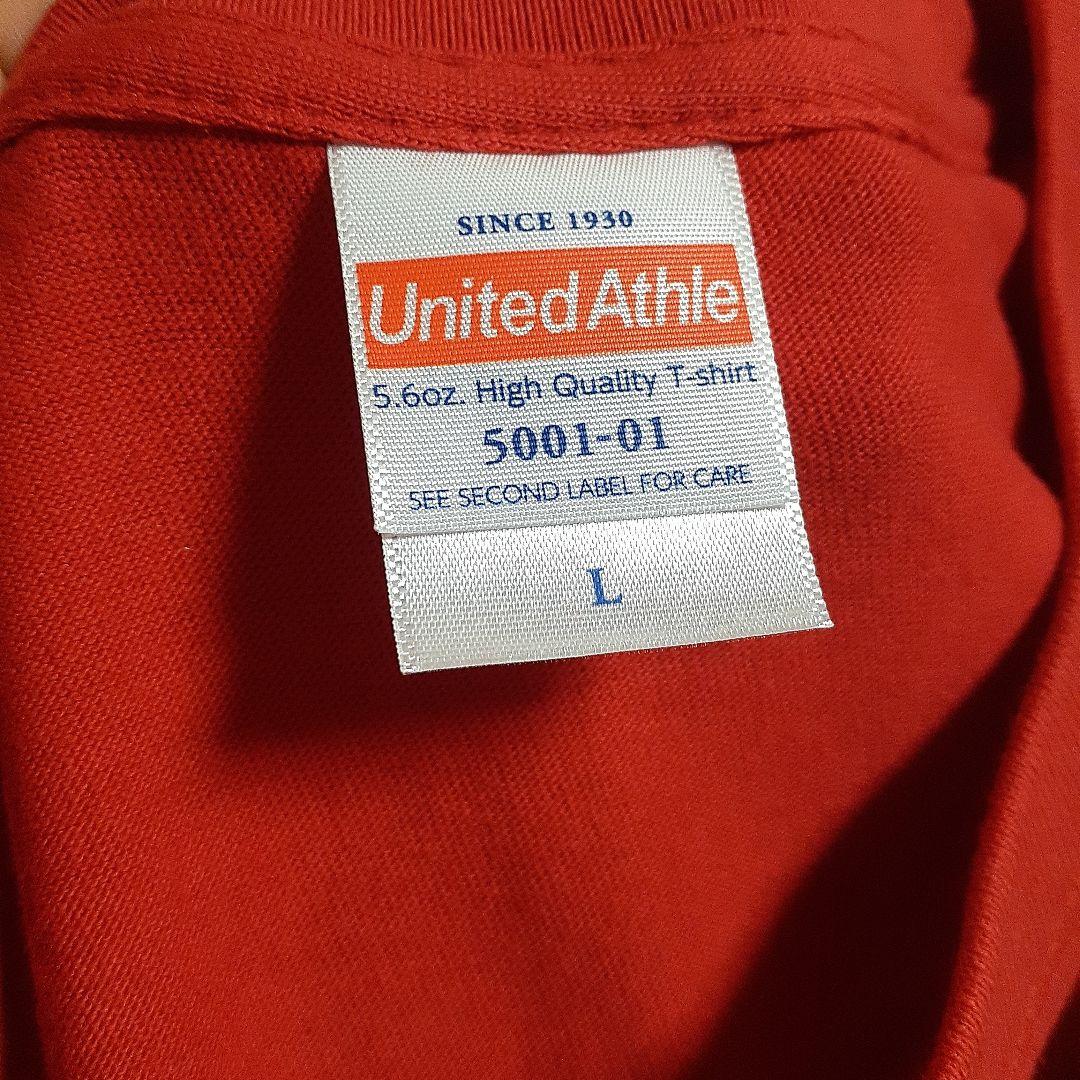 SINCE 1930
United Athle
5.6oz. High Quality T-shirt
5001-01
SEE SECOND LABEL FOR CARE
L